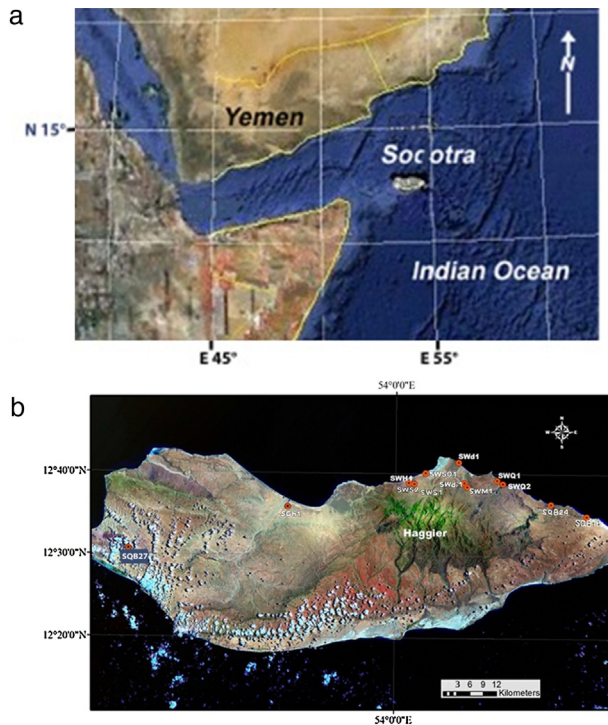 a
N
Yemen
N 15°
Socotra
Indian Ocean
E 45° E 55°
b
54°0'0"E
N
W E
S
12°40'0"N
SWd1
SWSQ1
SWH1
SWQ1
SWQ2
SWM1
SQB24
Haggier
12°30'0"N
SQB27
12°20'0"N
3 6 9 12
Kilometers
54°0'0"E